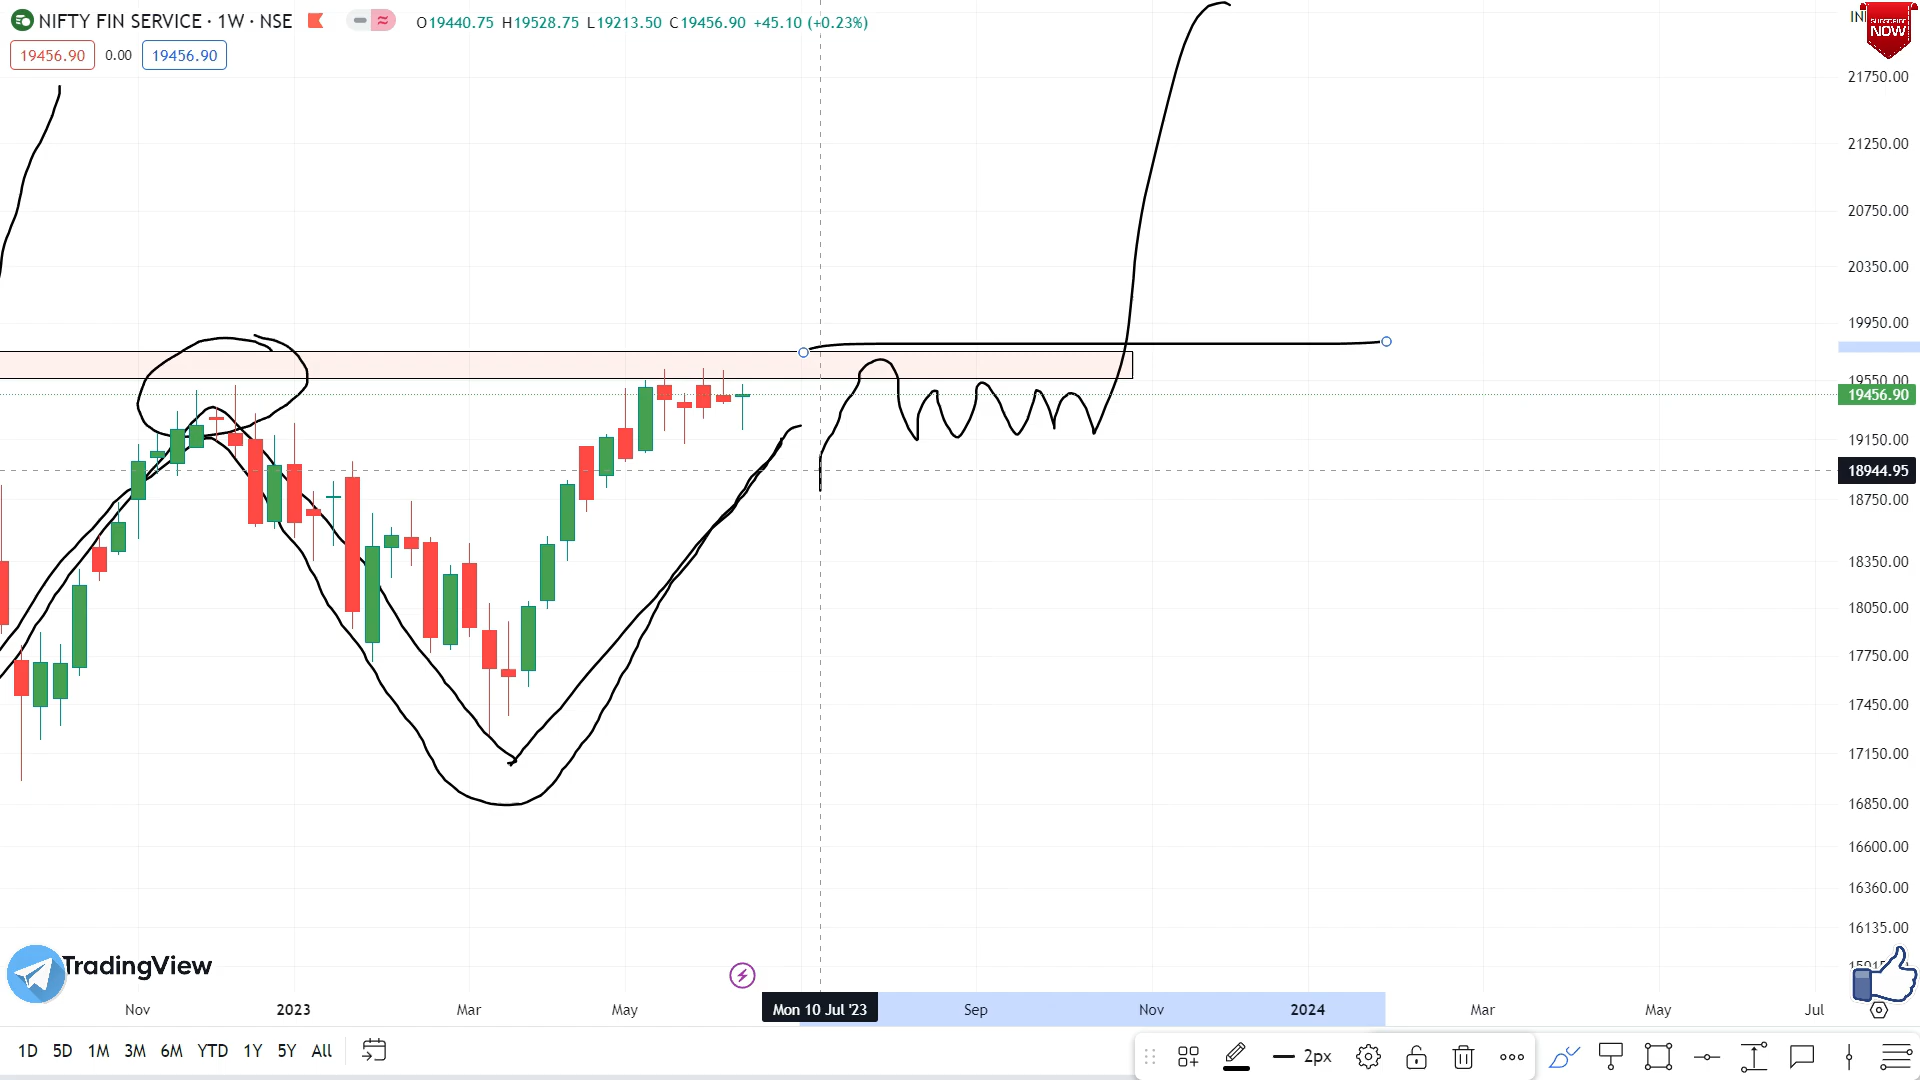 NIFTY FIN SERVICE · 1W · NSE
O19440.75 H19528.75 L19213.50 C19456.90 +45.10 (+0.23%)
SUBSCRIBE
NOW
19456.90 0.00 19456.90
21750.00
21250.00
20750.00
20350.00
19950.00
19550.00
19456.90
19150.00
18944.95
18750.00
18350.00
18050.00
17750.00
17450.00
17150.00
16850.00
16600.00
16360.00
16135.00
TradingView
Nov 2023 Mar May Mon 10 Jul '23 Sep Nov 2024 Mar May Jul
1D 5D 1M 3M 6M YTD 1Y 5Y All
2px